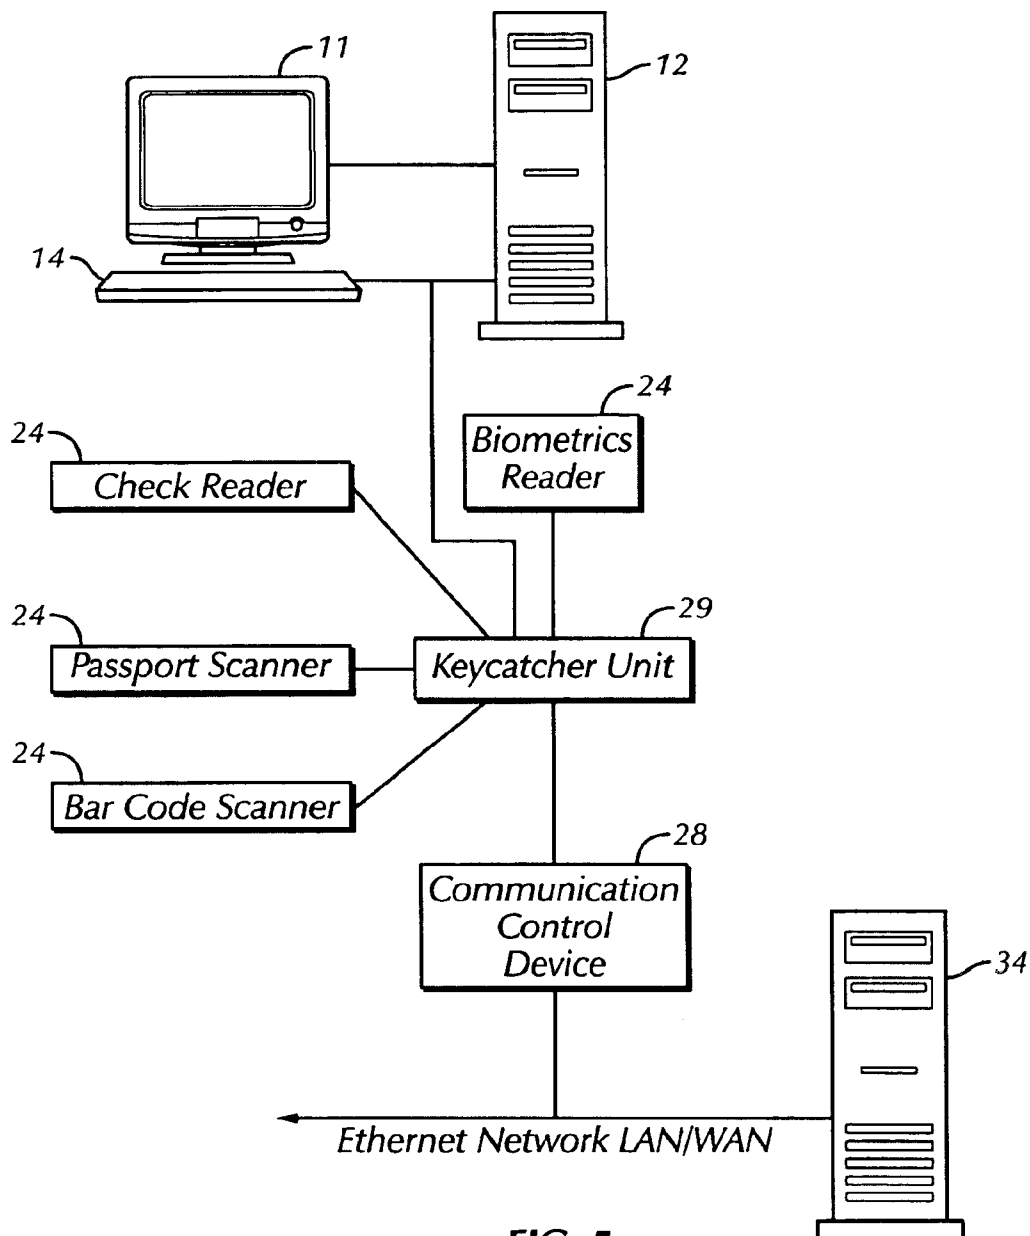 11
12
14
24
Biometrics
Reader
24
Check Reader
24
Passport Scanner
29
Keycatcher Unit
24
Bar Code Scanner
28
Communication
Control
Device
34
Ethernet Network LAN/WAN